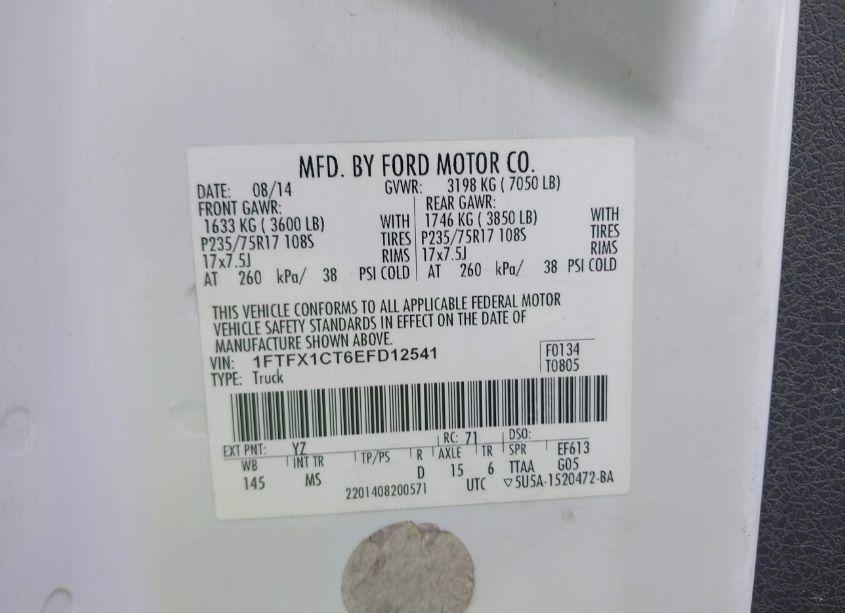 MFD. BY FORD MOTOR CO.
DATE: 08/14 GVWR: 3198 KG ( 7050 LB)
FRONT GAWR: REAR GAWR:
1633 KG ( 3600 LB) WITH 1746 KG ( 3850 LB) WITH
P235/75R17 108S TIRES P235/75R17 108S TIRES
17x7.5J RIMS 17x7.5J RIMS
AT 260 kPa/ 38 PSI COLD AT 260 kPa/ 38 PSI COLD
THIS VEHICLE CONFORMS TO ALL APPLICABLE FEDERAL MOTOR
VEHICLE SAFETY STANDARDS IN EFFECT ON THE DATE OF
MANUFACTURE SHOWN ABOVE.
VIN: 1FTFX1CT6EFD12541 F0134
TYPE: Truck T0805
EXT PNT: YZ RC: 71 DSO:
WB INT TR TP/PS R AXLE TR SPR EF613
145 MS D 15 6 TTAA G05
2201408200571 UTC ▽5U5A-1520472-BA